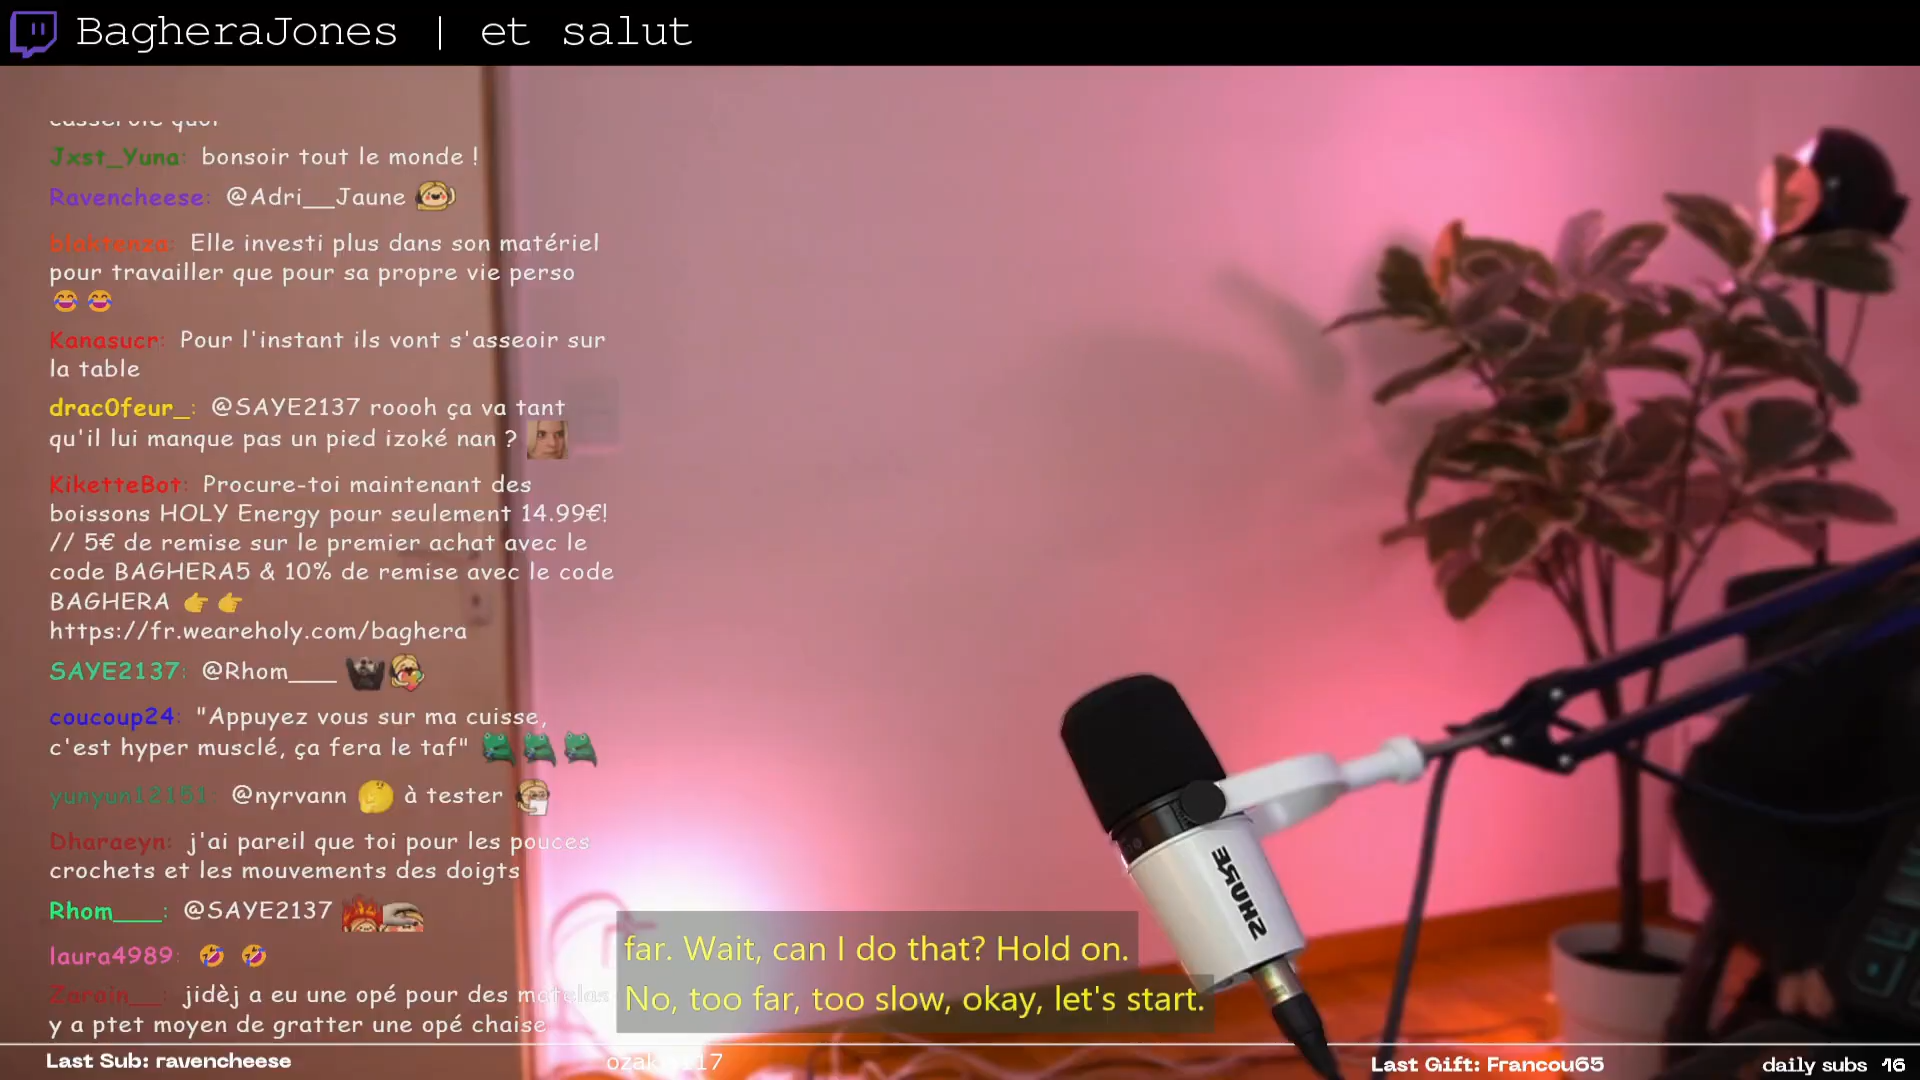 BagheraJones | et salut
Jxst_Yuna: bonsoir tout le monde !
Ravencheese: @Adri__Jaune
blaktenza: Elle investi plus dans son matériel
pour travailler que pour sa propre vie perso
Kanasucr: Pour l'instant ils vont s'asseoir sur
la table
drac0feur_: @SAYE2137 roooh ça va tant
qu'il lui manque pas un pied izoké nan ?
KiketteBot: Procure-toi maintenant des
boissons HOLY Energy pour seulement 14.99€!
// 5€ de remise sur le premier achat avec le
code BAGHERA5 & 10% de remise avec le code
BAGHERA
https://fr.weareholy.com/baghera
SAYE2137: @Rhom___
coucoup24: "Appuyez vous sur ma cuisse,
c'est hyper musclé, ça fera le taf"
yunyun12151: @nyrvann à tester
Dharaeyn: j'ai pareil que toi pour les pouces
crochets et les mouvements des doigts
Rhom___: @SAYE2137
laura4989:
Zarain__: jidèj a eu une opé pour des matelas
y a ptet moyen de gratter une opé chaise
SHURE
far. Wait, can I do that? Hold on.
No, too far, too slow, okay, let's start.
Last Sub: ravencheese
Last Gift: Francou65
daily subs 16